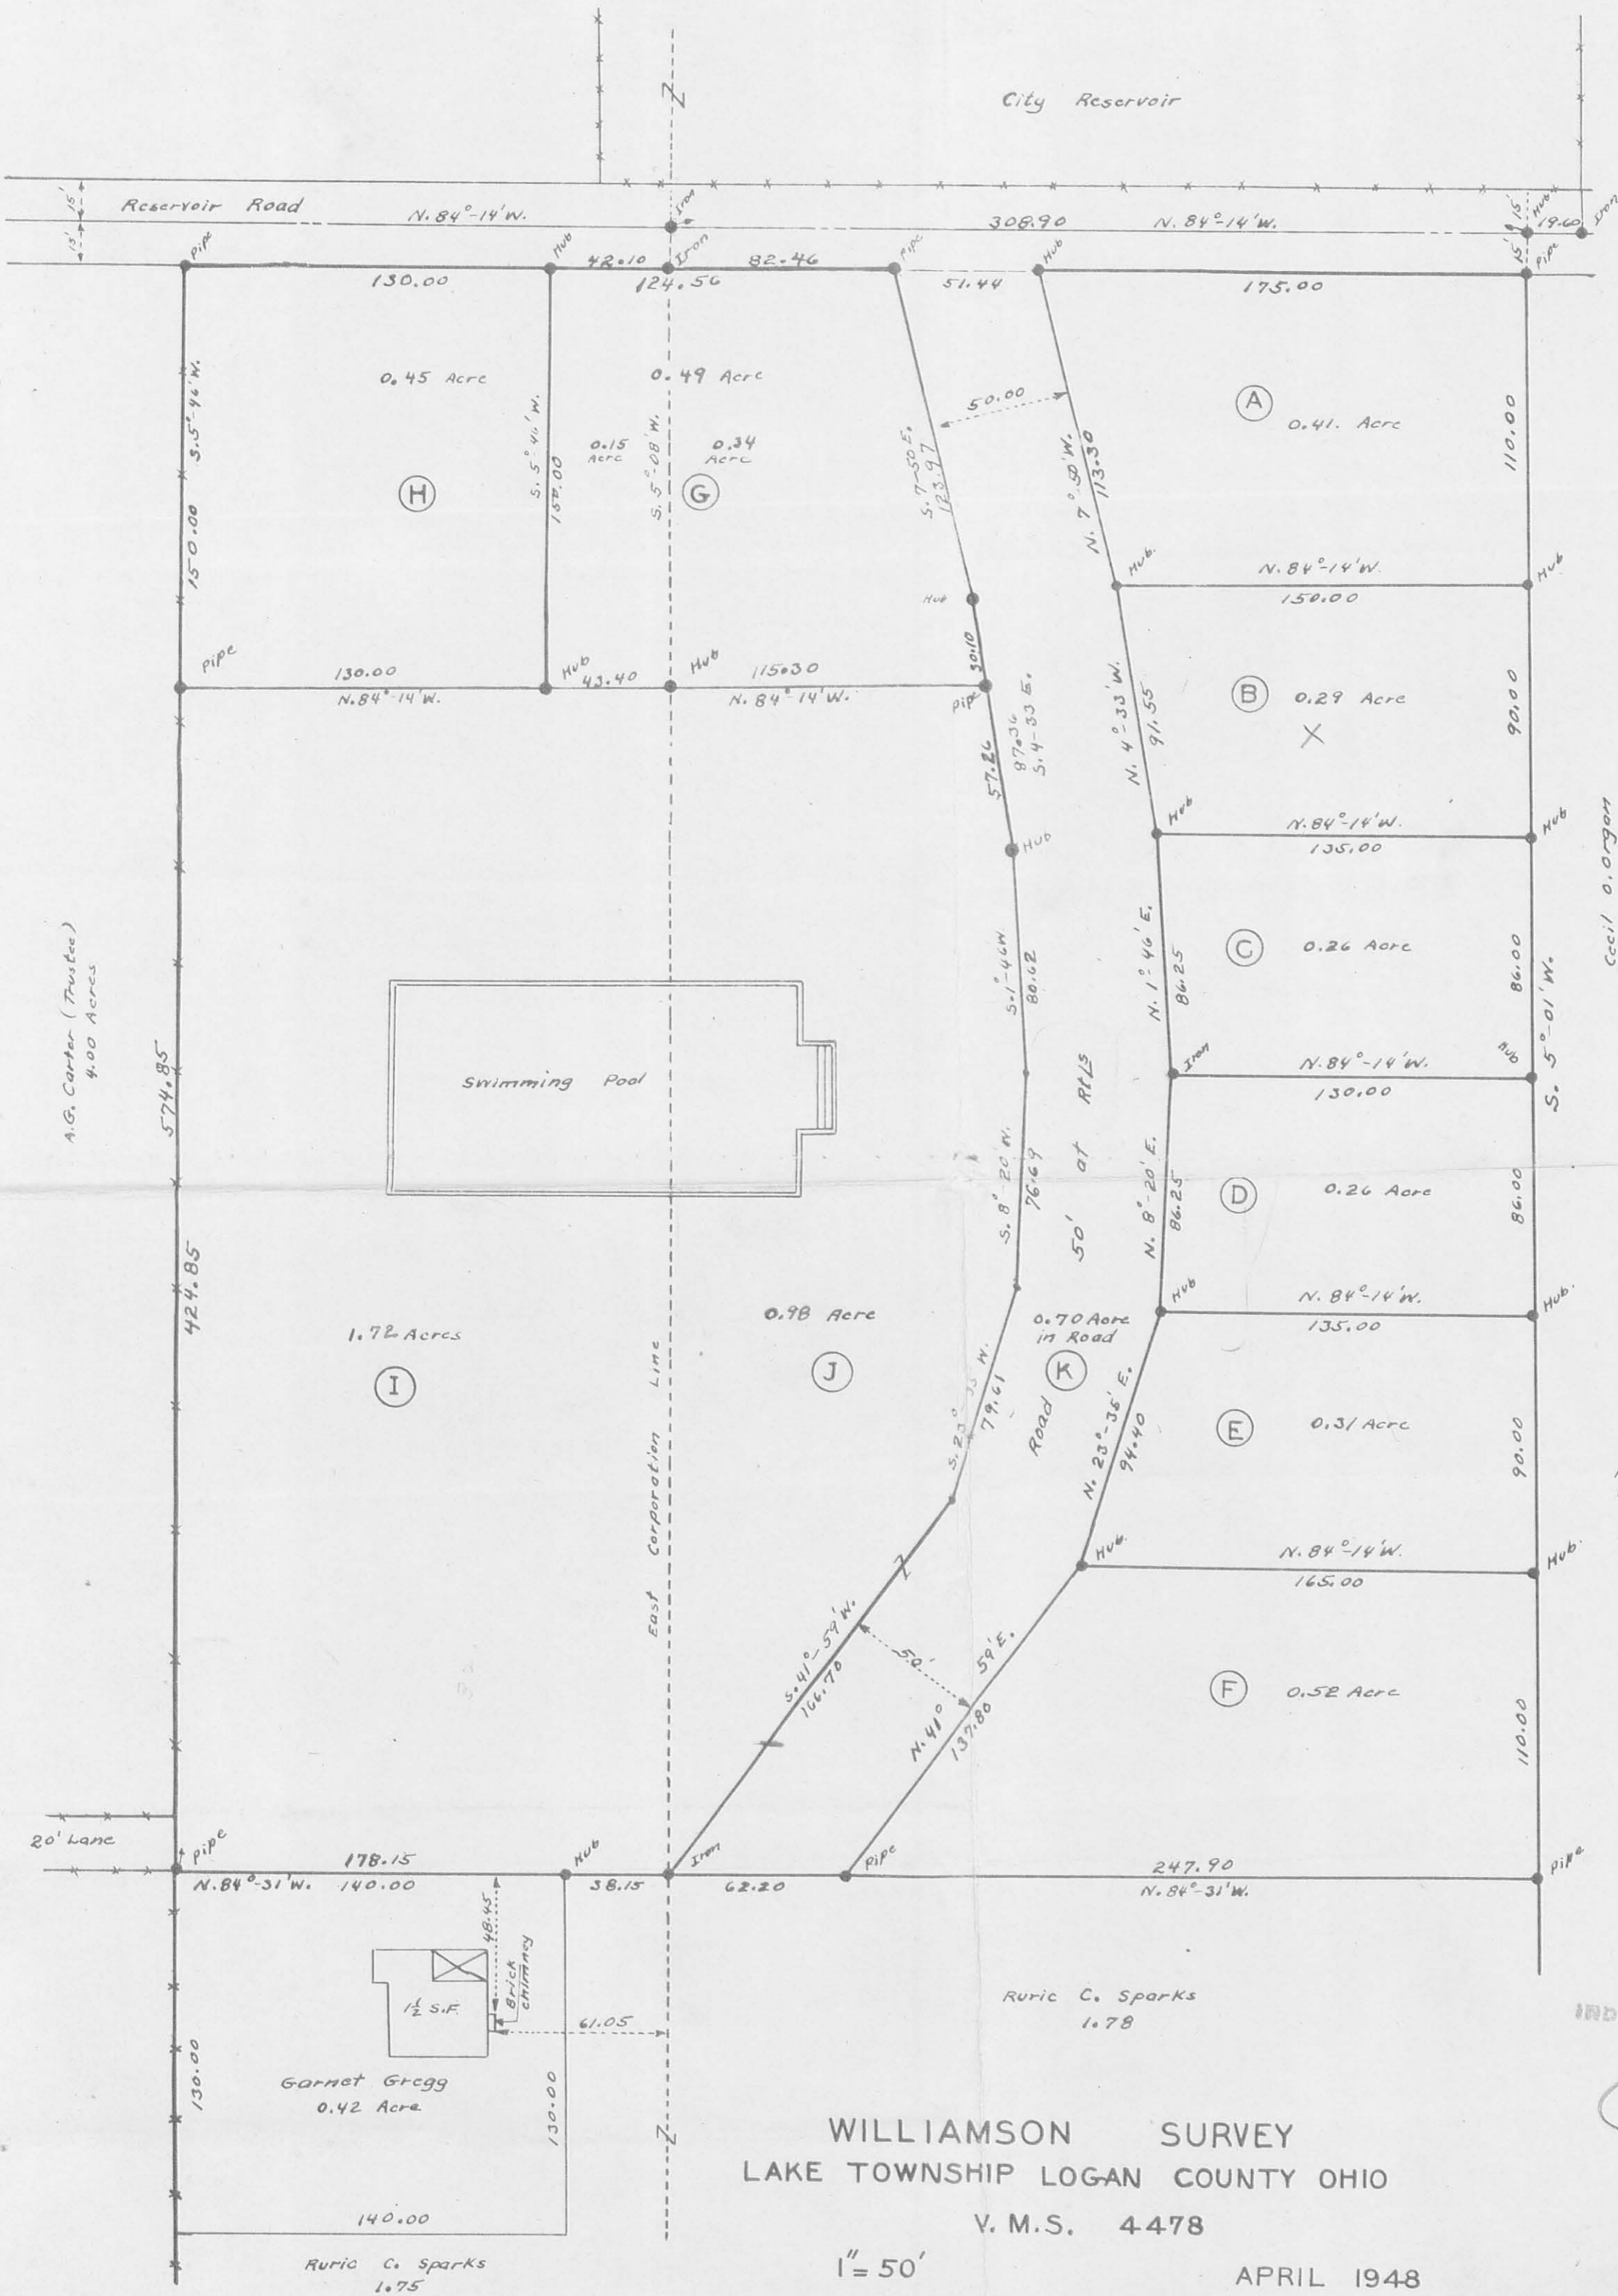 City Reservoir
Z
15'
15'
Reservoir Road
N. 84°-14'W.
Iron
308.90
N. 84°-14'W.
15'
Hub
19.60
Iron
15'
Pipe
Pipe
Hub
42.10
Iron
82.46
Pipe
Hub
130.00
124.56
51.44
175.00
S.5°-46'W.
150.00
0.45 Acre
H
S. 5°-46'W.
150.00
0.49 Acre
0.15
Acre
0.34
Acre
S. 5°-08'W.
G
S. 7-50E.
123.97
50.00
N. 7°-50'W.
113.30
A
0.41. Acre
110.00
Hub.
N. 84°-14'W.
150.00
Hub
Hub
30.10
Pipe
130.00
N. 84°-14'W.
Hub
43.40
Hub
115.30
N. 84°-14'W.
Pipe
57.26
87.36
S. 4-33 E.
Hub
N. 4°-33'W.
91.55
B
0.29 Acre
X
90.00
Hub
N. 84°-14'W.
135.00
Hub
Cecil O. Organ
A.G. Carter (Trustee)
4.00 Acres
574.85
S.1°-46W
80.62
N. 1°-46'E.
86.25
C
0.26 Acre
86.00
S. 5°-01'W.
Swimming Pool
Iron
N. 84°-14'W.
130.00
Hub
S. 8°-20'W.
76.69
50' at RtLs
N. 8°-20'E.
86.25
D
0.26 Acre
86.00
424.85
Hub
N. 84°-14'W.
135.00
Hub.
1.72 Acres
I
East Corporation Line
0.98 Acre
J
0.70 Acre
in Road
K
Road
S. 23°-35'W.
79.61
N. 23°-35'E.
94.40
E
0.31 Acre
90.00
Hub.
N. 84°-14'W.
165.00
Hub.
S. 41°-59'W.
166.70
50'
N. 41°59'E.
137.80
F
0.52 Acre
110.00
20' Lane
Pipe
178.15
N. 84°-31'W. 140.00
Hub
38.15
Iron
62.20
Pipe
247.90
N. 84°-31'W.
Pipe
48.45
Brick
Chimney
1½ S.F.
61.05
130.00
Garnet Gregg
0.42 Acre
130.00
Z
140.00
Ruric C. Sparks
1.75
Ruric C. Sparks
1.78
WILLIAMSON SURVEY
LAKE TOWNSHIP LOGAN COUNTY OHIO
V. M. S. 4478
1"= 50'
APRIL 1948